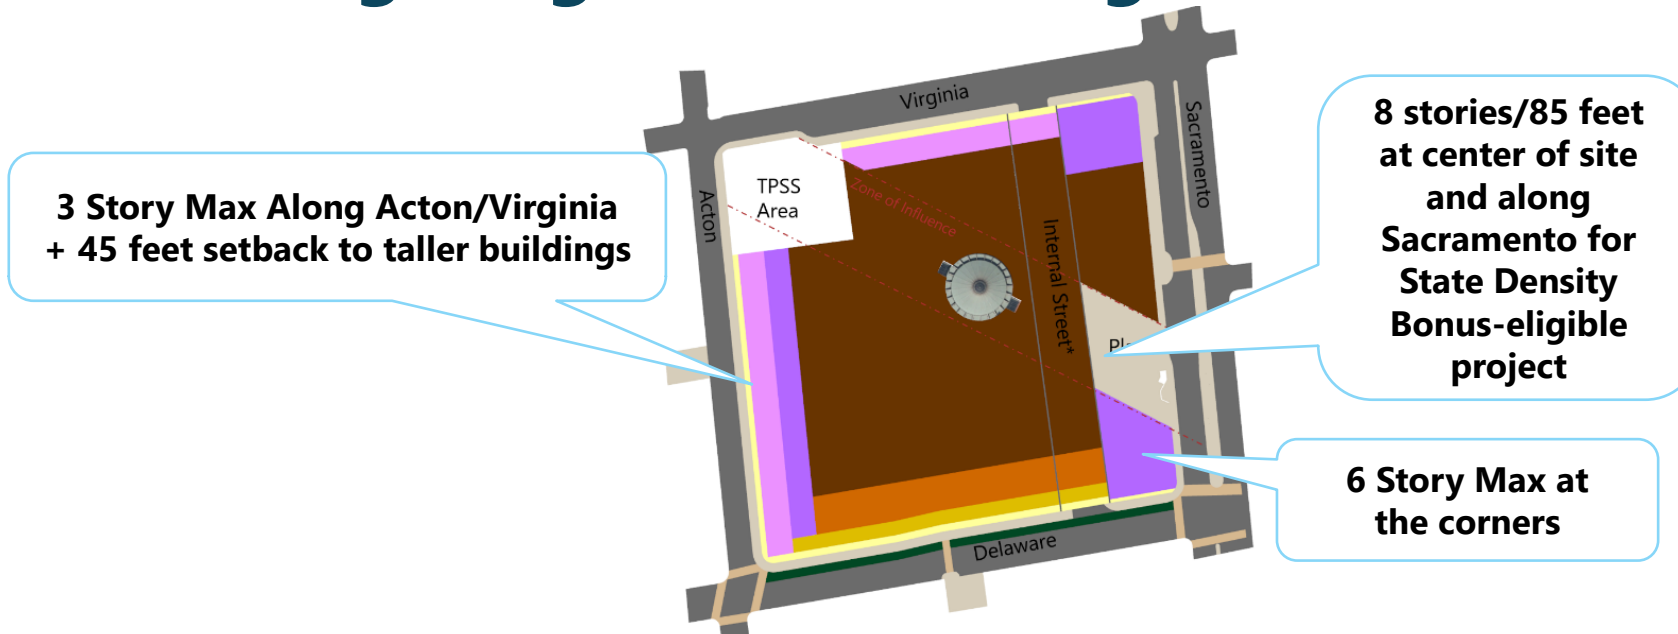 Virginia
Sacramento
8 stories/85 feet
at center of site
and along
Sacramento for
State Density
Bonus-eligible
project
3 Story Max Along Acton/Virginia
+ 45 feet setback to taller buildings
Acton
TPSS
Area
Zone of Influence
Internal Street*
6 Story Max at
the corners
Delaware